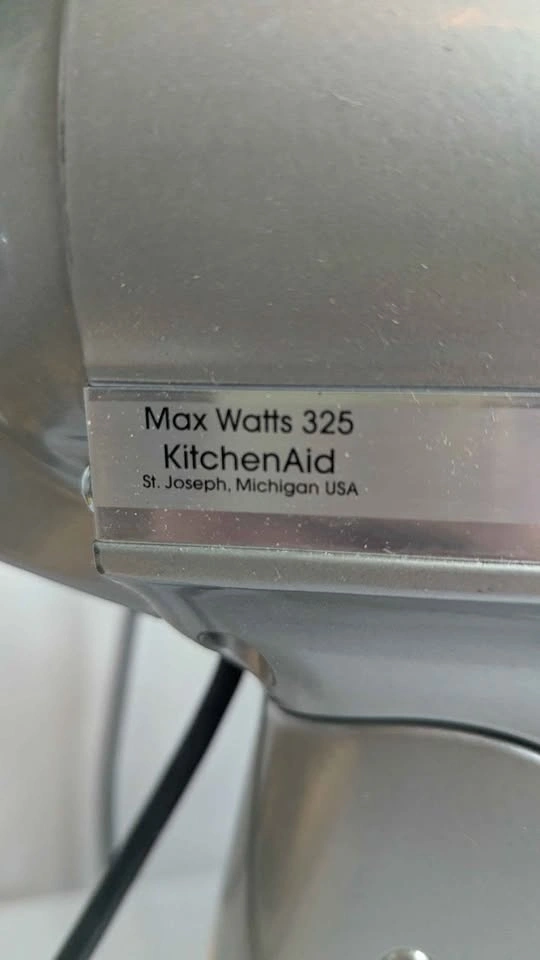 Max Watts 325
KitchenAid
St. Joseph, Michigan USA